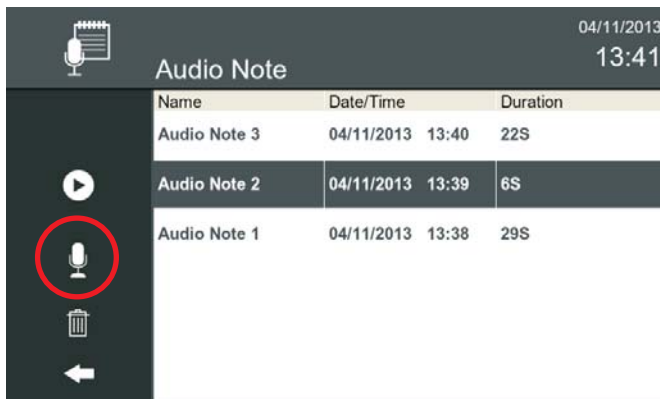 04/11/2013
13:41
Audio Note
Name Date/Time Duration
Audio Note 3 04/11/2013 13:40 22S
Audio Note 2 04/11/2013 13:39 6S
Audio Note 1 04/11/2013 13:38 29S